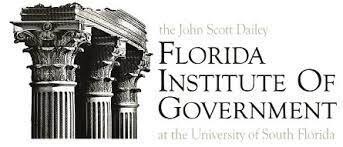 the John Scott Dailey
FLORIDA
INSTITUTE OF
GOVERNMENT
at the University of South Florida